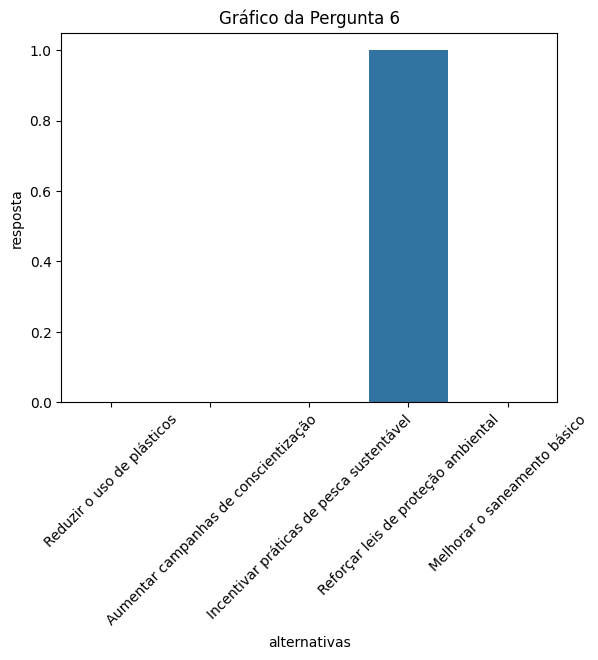 Gráfico da Pergunta 6
1.0
0.8
0.6
0.4
0.2
0.0
resposta
Reduzir o uso de plásticos
Aumentar campanhas de conscientização
Incentivar práticas de pesca sustentável
Reforçar leis de proteção ambiental
Melhorar o saneamento básico
alternativas